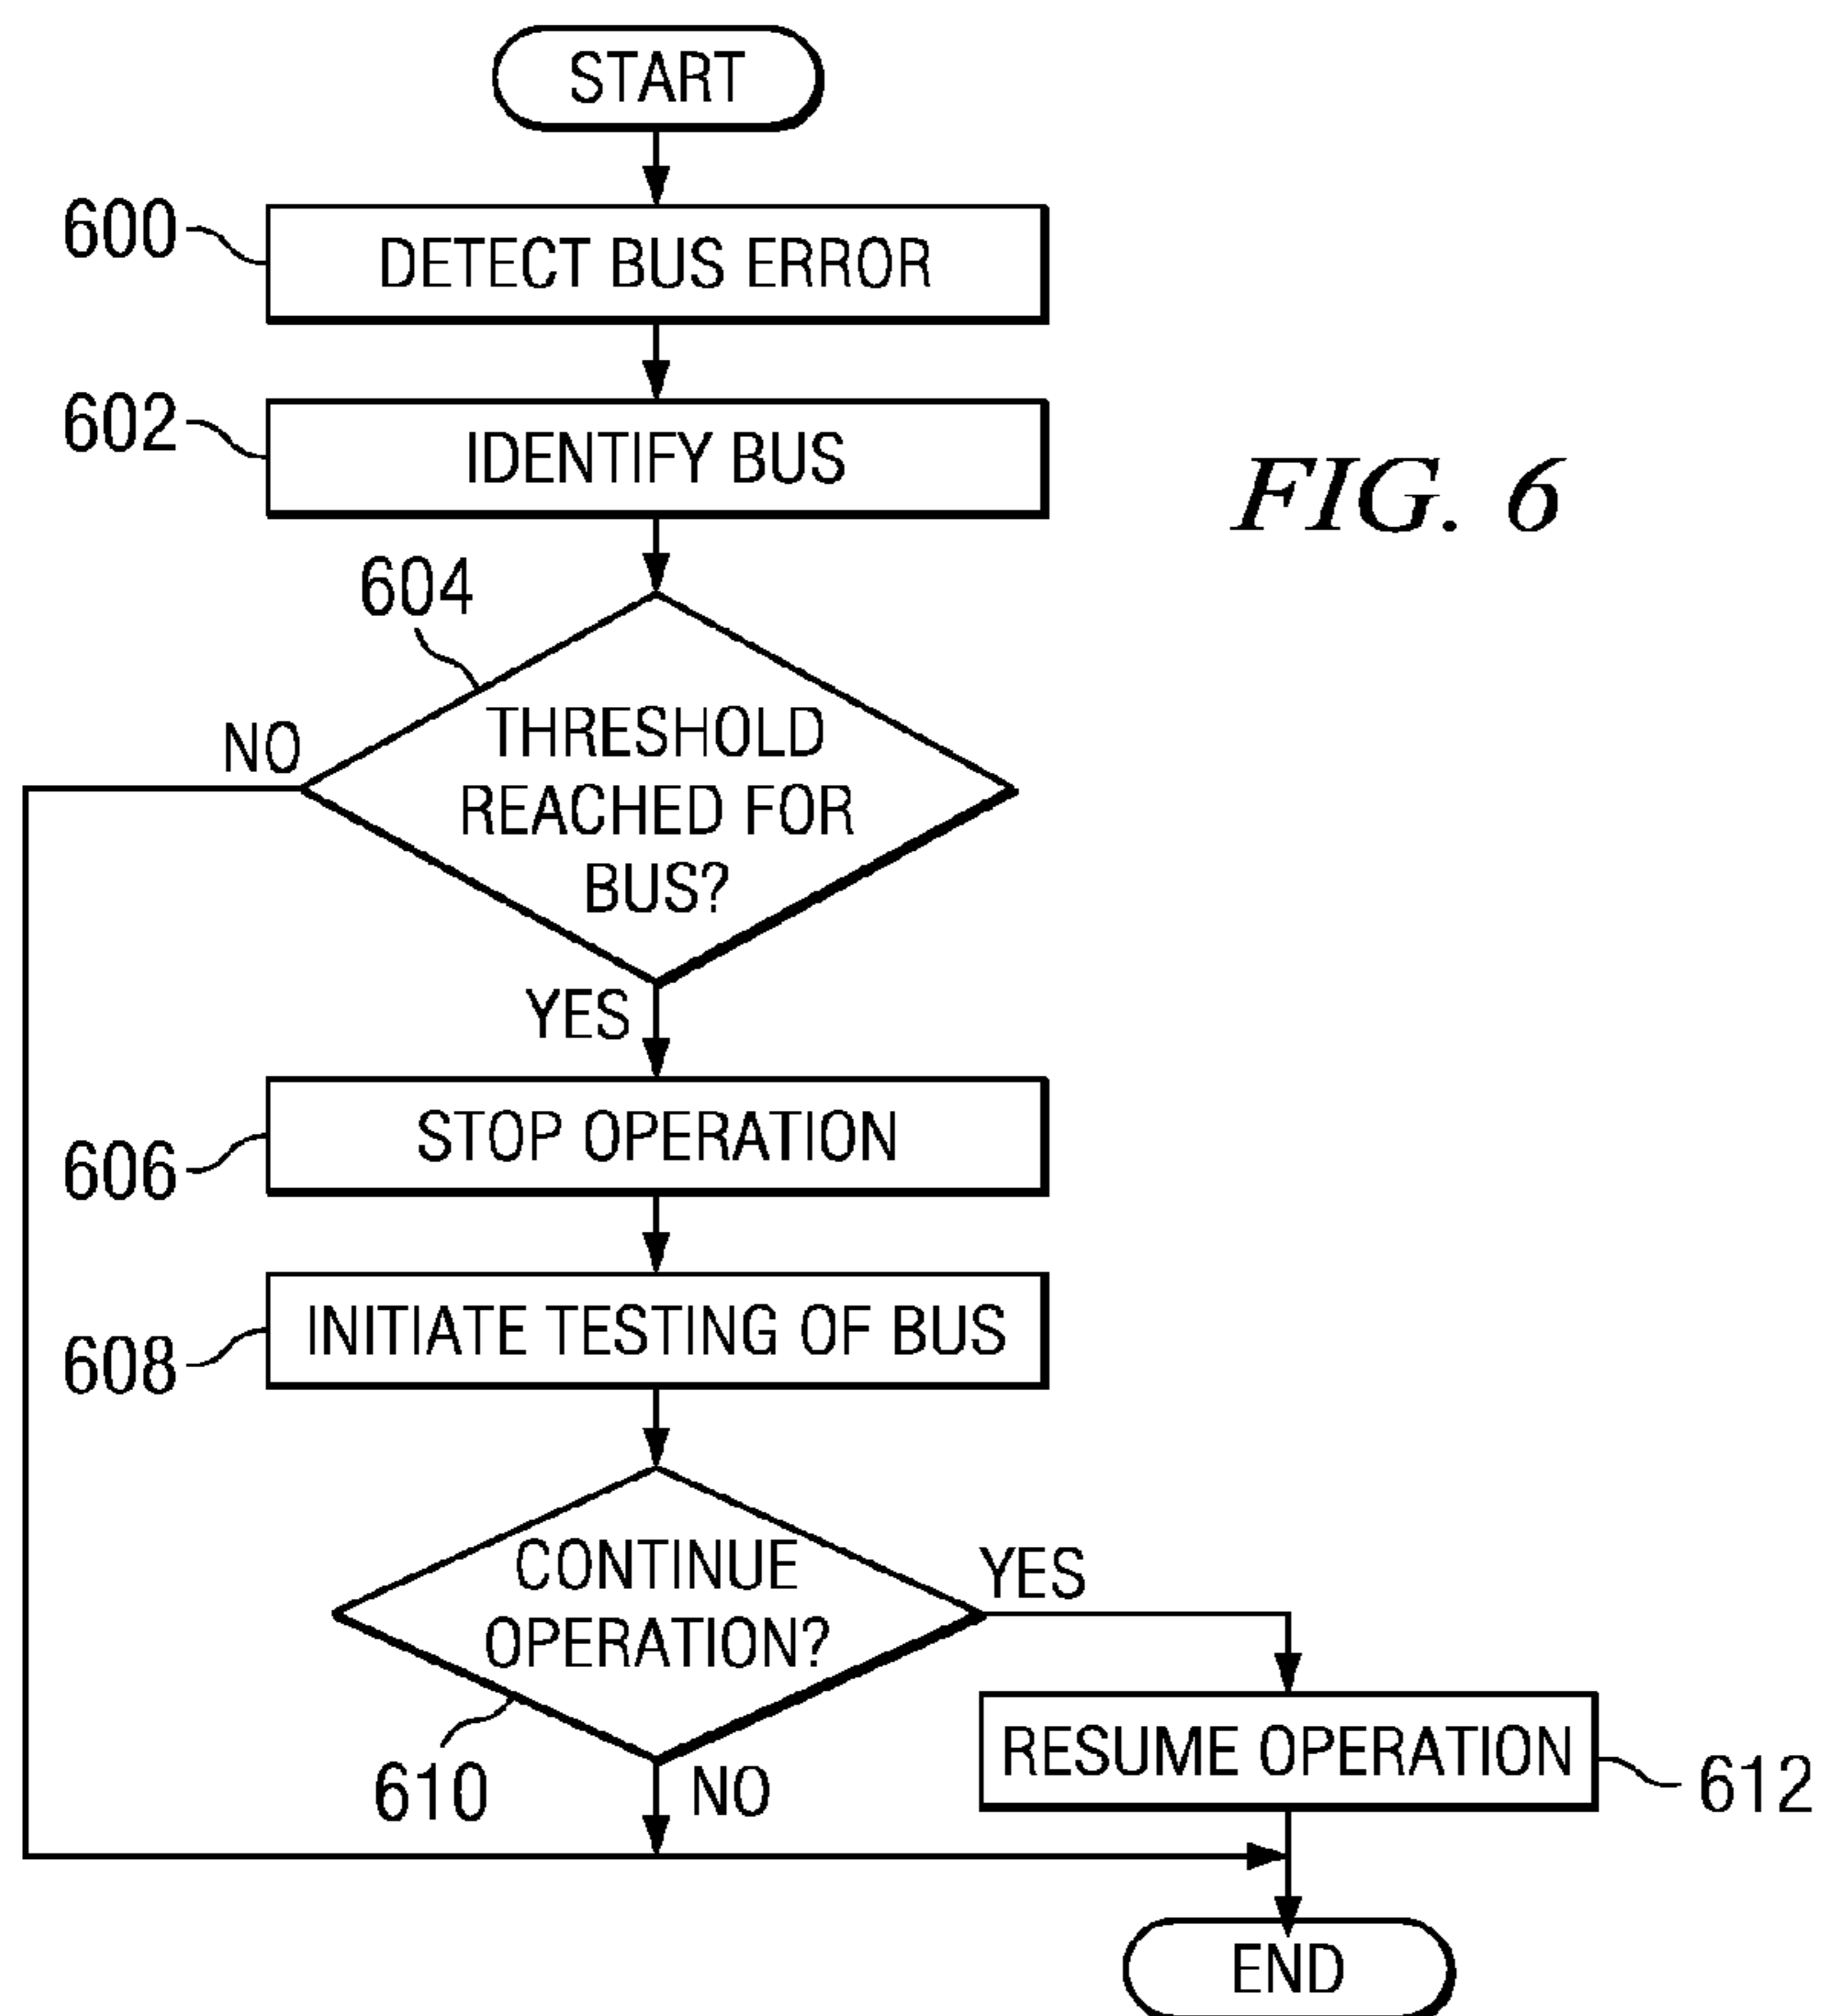 START
600
DETECT BUS ERROR
602
IDENTIFY BUS
FIG. 6
604
NO
THRESHOLD
REACHED FOR
BUS?
YES
606
STOP OPERATION
608
INITIATE TESTING OF BUS
CONTINUE
OPERATION?
YES
610
NO
RESUME OPERATION
612
END